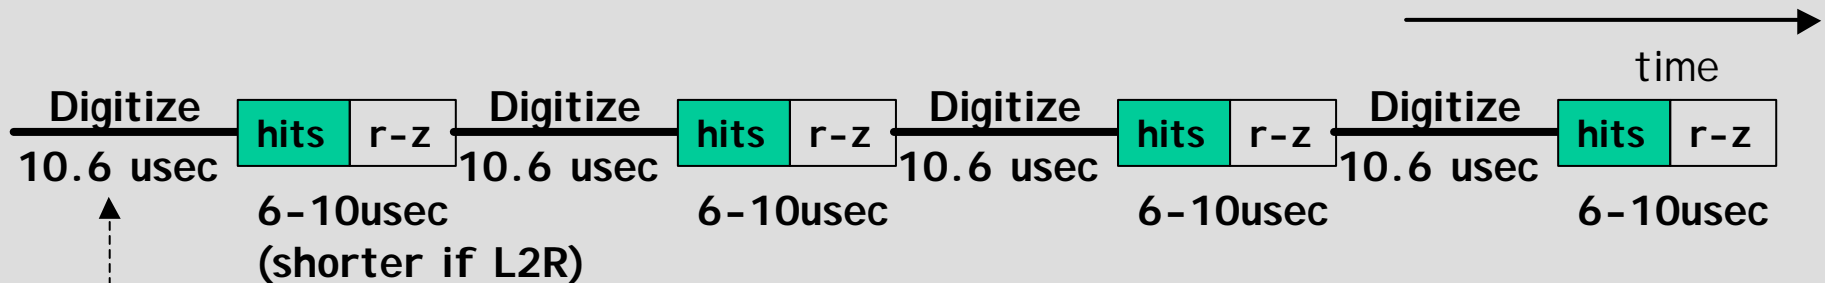 time
Digitize hits r-z Digitize hits r-z Digitize hits r-z Digitize hits r-z
10.6 usec 10.6 usec 10.6 usec 10.6 usec
6-10usec 6-10usec 6-10usec 6-10usec
(shorter if L2R)